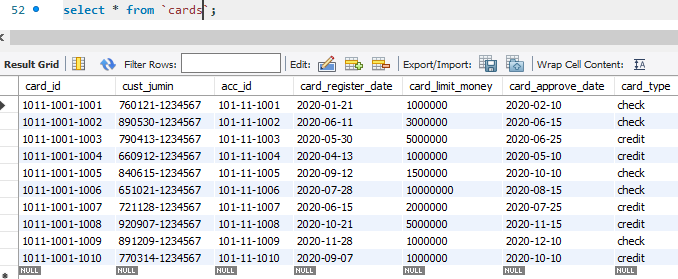 52 select * from `cards`;
Result Grid Filter Rows: Edit: Export/Import: Wrap Cell Content:
card_id cust_jumin acc_id card_register_date card_limit_money card_approve_date card_type
1011-1001-1001 760121-1234567 101-11-1001 2020-01-21 1000000 2020-02-10 check
1011-1001-1002 890530-1234567 101-11-1002 2020-06-11 3000000 2020-06-15 check
1011-1001-1003 790413-1234567 101-11-1003 2020-05-30 5000000 2020-06-25 credit
1011-1001-1004 660912-1234567 101-11-1004 2020-04-13 1000000 2020-05-10 credit
1011-1001-1005 840615-1234567 101-11-1005 2020-09-12 1500000 2020-10-10 check
1011-1001-1006 651021-1234567 101-11-1006 2020-07-28 10000000 2020-08-15 check
1011-1001-1007 721128-1234567 101-11-1007 2020-06-15 2000000 2020-07-25 credit
1011-1001-1008 920907-1234567 101-11-1008 2020-10-21 5000000 2020-11-15 credit
1011-1001-1009 891209-1234567 101-11-1009 2020-11-28 1000000 2020-12-10 check
1011-1001-1010 770314-1234567 101-11-1010 2020-09-07 1000000 2020-10-10 credit
NULL NULL NULL NULL NULL NULL NULL